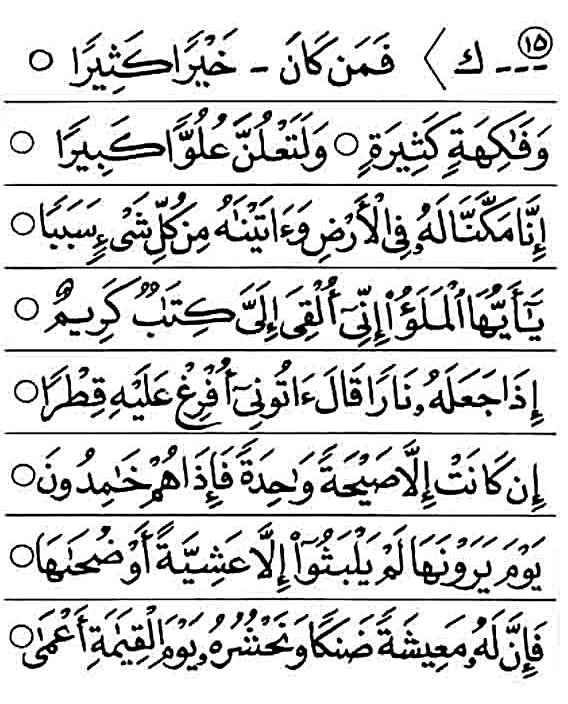 ١٥ --- ك 〉 فَمَن كَانَ - خَيْرًا كَثِيرًا ○
وَفَٰكِهَةٍ كَثِيرَةٍ ○ وَلَتَعْلُنَّ عُلُوًّا كَبِيرًا ○
إِنَّا مَكَّنَّا لَهُۥ فِى ٱلْأَرْضِ وَءَاتَيْنَٰهُ مِن كُلِّ شَىْءٍ سَبَبًا ○
يَٰٓأَيُّهَا ٱلْمَلَؤُا۟ إِنِّىٓ أُلْقِىَ إِلَىَّ كِتَٰبٌ كَرِيمٌ ○
إِذَا جَعَلَهُۥ نَارًا قَالَ ءَاتُونِىٓ أُفْرِغْ عَلَيْهِ قِطْرًا ○
إِن كَانَتْ إِلَّا صَيْحَةً وَٰحِدَةً فَإِذَا هُمْ خَٰمِدُونَ ○
يَوْمَ يَرَوْنَهَا لَمْ يَلْبَثُوٓا۟ إِلَّا عَشِيَّةً أَوْ ضُحَىٰهَا ○
فَإِنَّ لَهُۥ مَعِيشَةً ضَنكًا وَنَحْشُرُهُۥ يَوْمَ ٱلْقِيَٰمَةِ أَعْمَىٰ ○